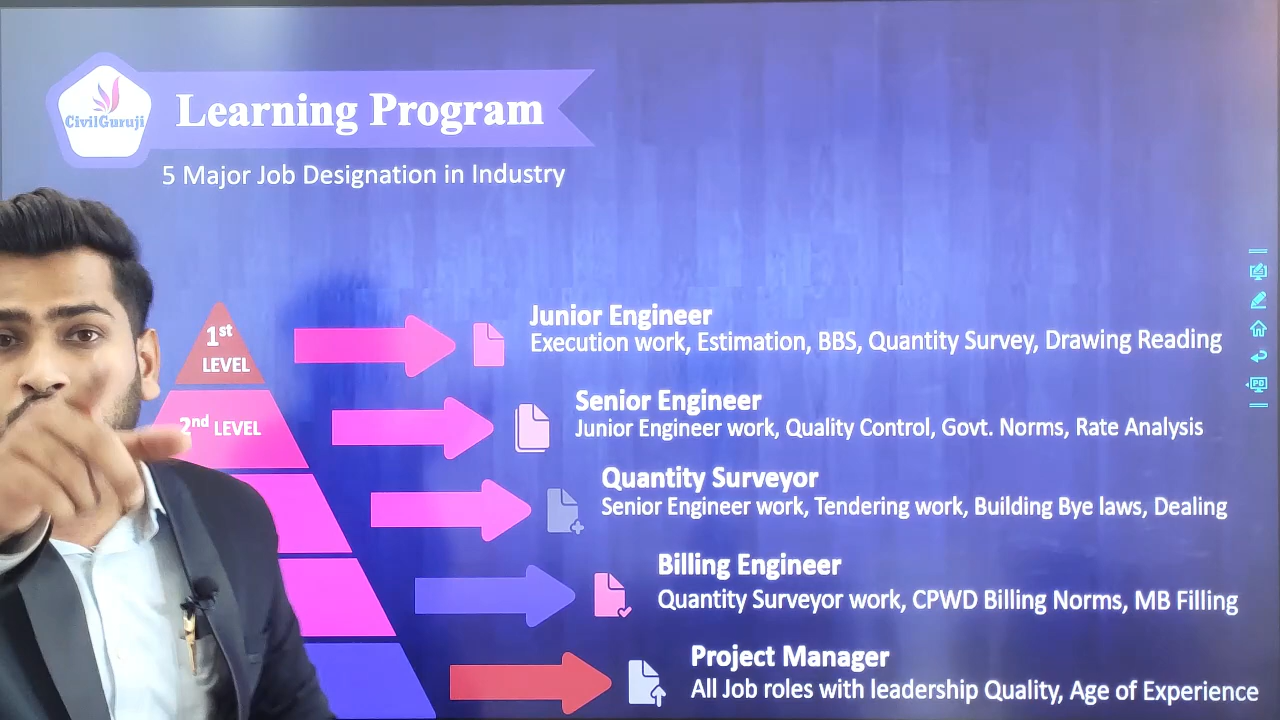 CivilGuruji
Learning Program
5 Major Job Designation in Industry
1st
LEVEL
Junior Engineer
Execution work, Estimation, BBS, Quantity Survey, Drawing Reading
2nd LEVEL
Senior Engineer
Junior Engineer work, Quality Control, Govt. Norms, Rate Analysis
Quantity Surveyor
Senior Engineer work, Tendering work, Building Bye laws, Dealing
Billing Engineer
Quantity Surveyor work, CPWD Billing Norms, MB Filling
Project Manager
All Job roles with leadership Quality, Age of Experience